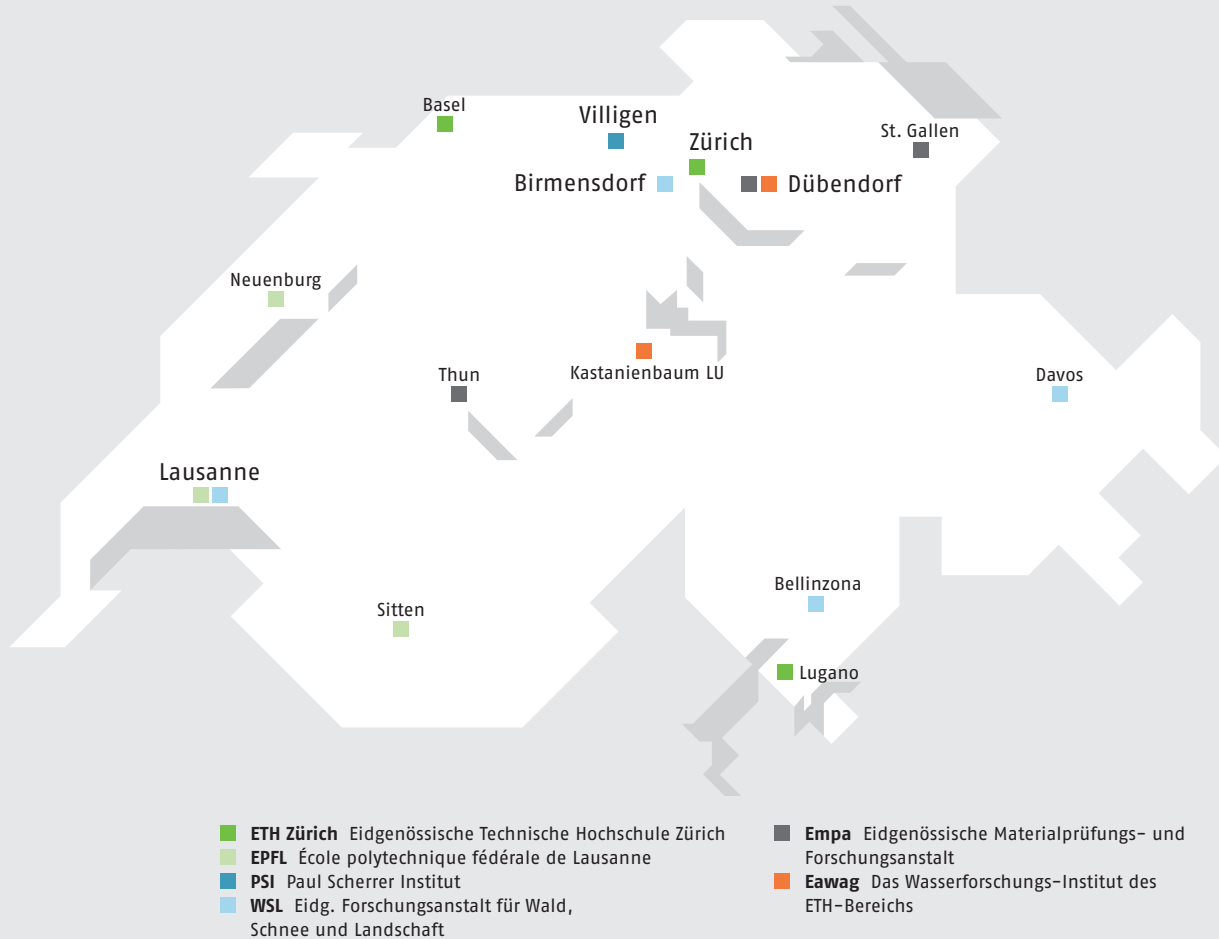 Basel
Villigen
St. Gallen
Zürich
Birmensdorf
Dübendorf
Neuenburg
Kastanienbaum LU
Thun
Davos
Lausanne
Bellinzona
Sitten
Lugano
ETH Zürich Eidgenössische Technische Hochschule Zürich
EPFL École polytechnique fédérale de Lausanne
PSI Paul Scherrer Institut
WSL Eidg. Forschungsanstalt für Wald,
Schnee und Landschaft
Empa Eidgenössische Materialprüfungs- und
Forschungsanstalt
Eawag Das Wasserforschungs-Institut des
ETH-Bereichs